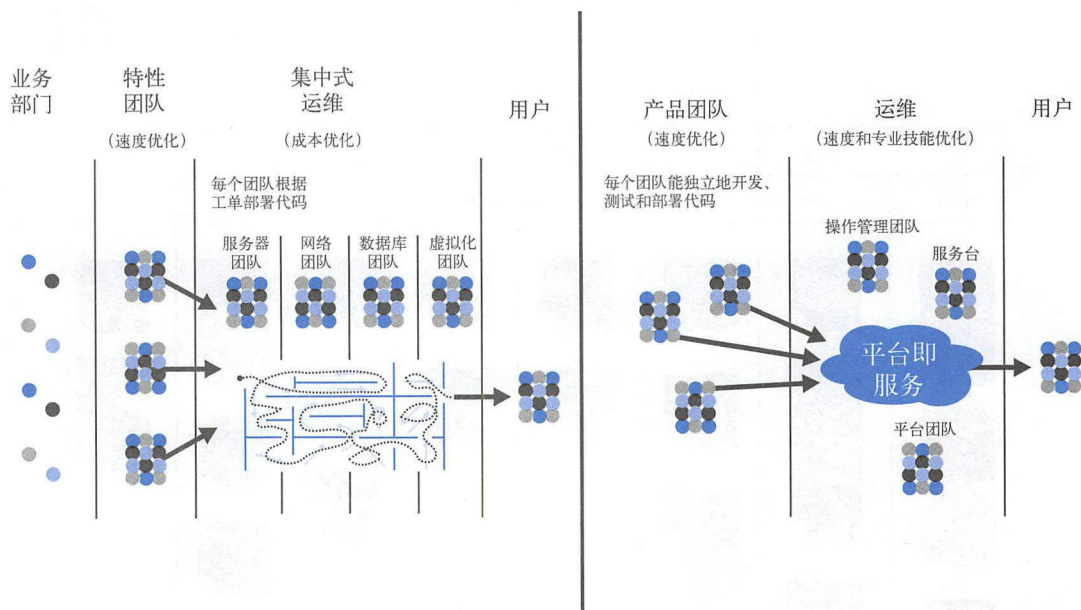 业务
部门
特性
团队
（速度优化）
集中式
运维
（成本优化）
用户
每个团队根据
工单部署代码
服务器
团队
网络
团队
数据库
团队
虚拟化
团队
产品团队
（速度优化）
运维
（速度和专业技能优化）
用户
每个团队能独立地开发、
测试和部署代码
操作管理团队
服务台
平台即
服务
平台团队